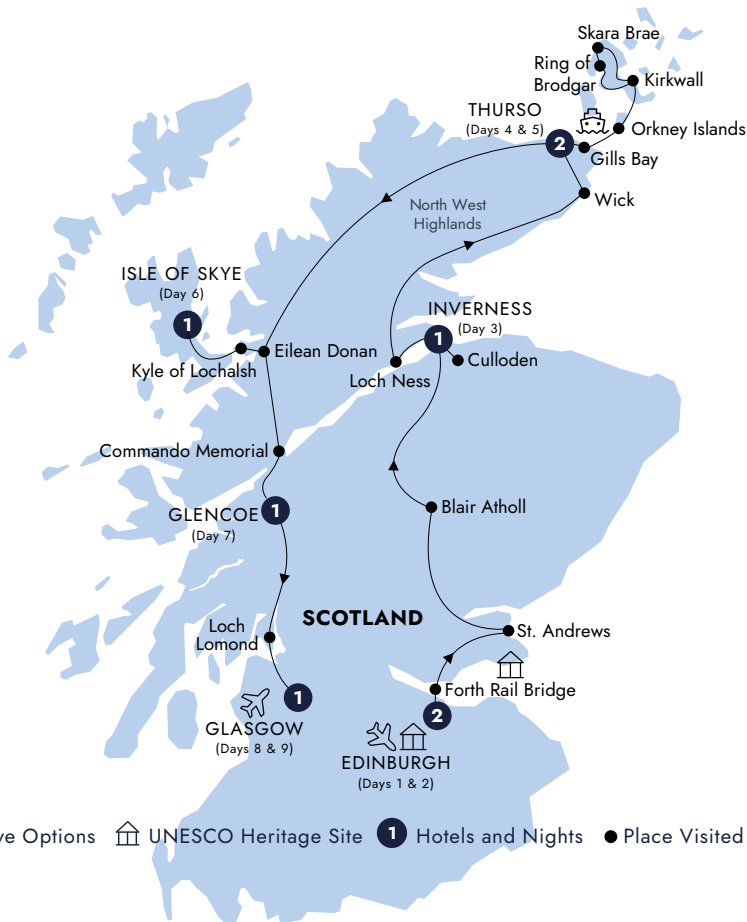 Skara Brae
Ring of
Brodgar
Kirkwall
THURSO
(Days 4 & 5)
2
Orkney Islands
Gills Bay
Wick
North West
Highlands
ISLE OF SKYE
(Day 6)
1
INVERNESS
(Day 3)
1
Eilean Donan
Culloden
Kyle of Lochalsh
Loch Ness
Commando Memorial
GLENCOE
(Day 7)
1
Blair Atholl
SCOTLAND
Loch
Lomond
St. Andrews
Forth Rail Bridge
1
GLASGOW
(Days 8 & 9)
2
EDINBURGH
(Days 1 & 2)
Options UNESCO Heritage Site 1 Hotels and Nights Place Visited